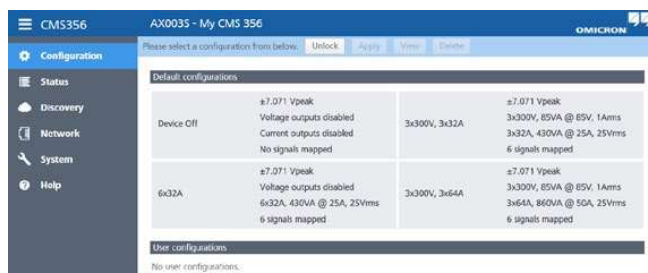 CMS356
AX003S - My CMS 356
OMICRON
Please select a configuration from below.
Unlock
Apply
View
Delete
Configuration
Status
Discovery
Network
System
Help
Default configurations
Device Off
±7.071 Vpeak
Voltage outputs disabled
Current outputs disabled
No signals mapped
3x300V, 3x32A
±7.071 Vpeak
3x300V, 85VA @ 85V, 1Arms
3x32A, 430VA @ 25A, 25Vrms
6 signals mapped
6x32A
±7.071 Vpeak
Voltage outputs disabled
6x32A, 430VA @ 25A, 25Vrms
6 signals mapped
3x300V, 3x64A
±7.071 Vpeak
3x300V, 85VA @ 85V, 1Arms
3x64A, 860VA @ 50A, 25Vrms
6 signals mapped
User configurations
No user configurations.